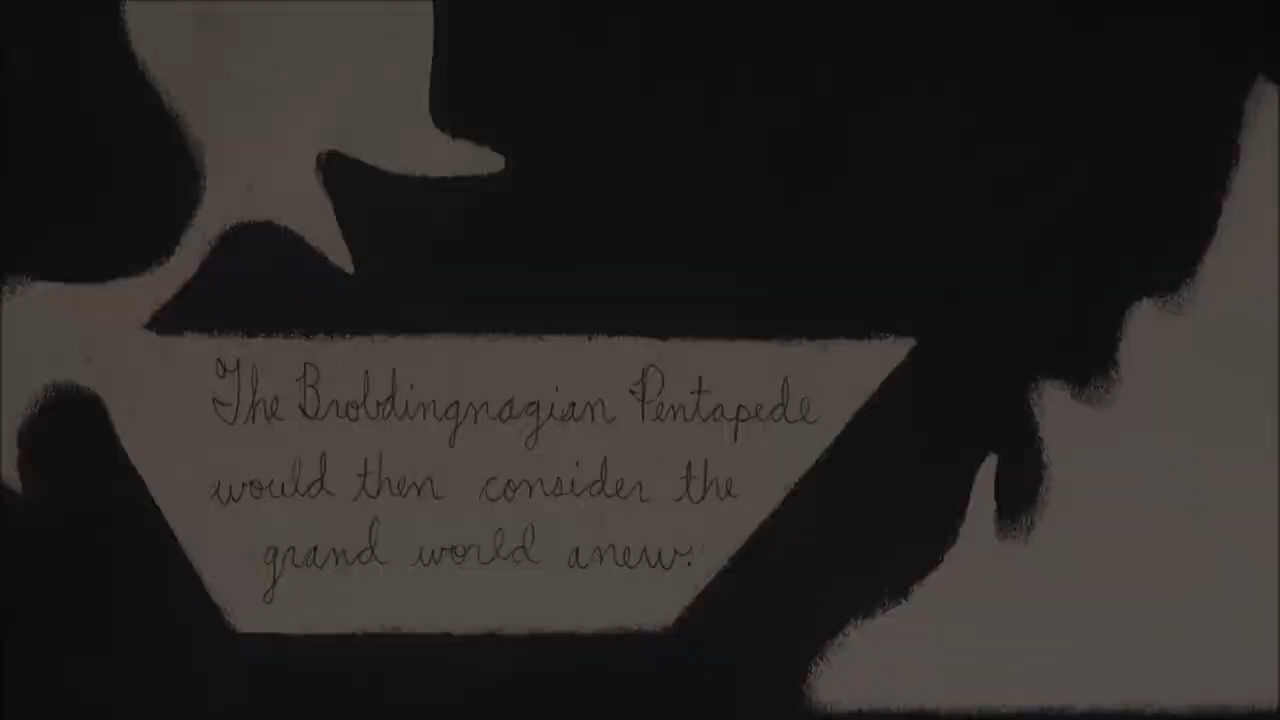 The Brobdingnagian Pentapede
would then consider the
grand world anew.